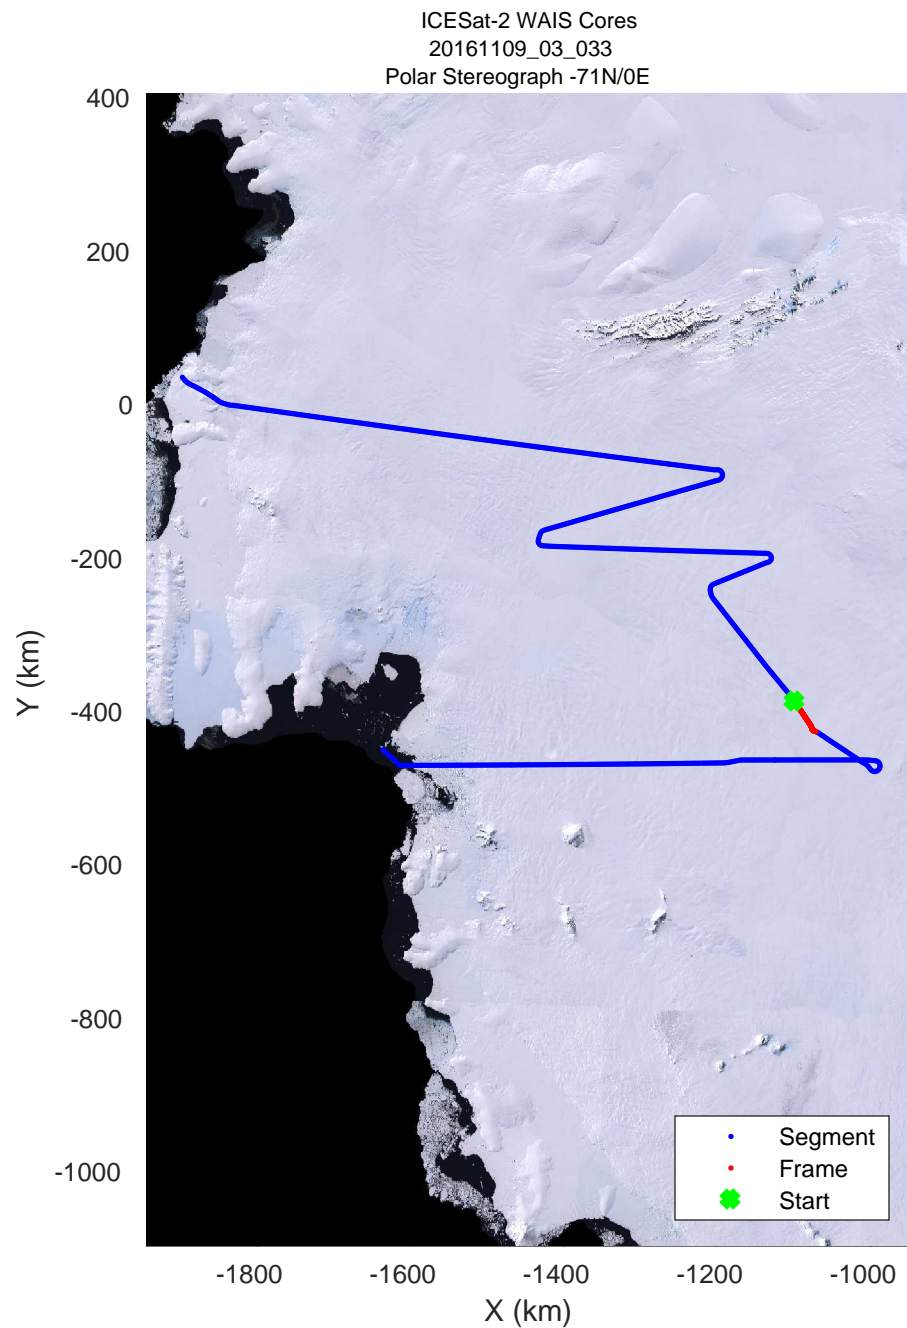 ICESat-2 WAIS Cores
20161109_03_033
Polar Stereograph -71N/0E
400
200
0
-200
-400
-600
-800
-1000
Y (km)
Segment
Frame
Start
-1800
-1600
-1400
-1200
-1000
X (km)